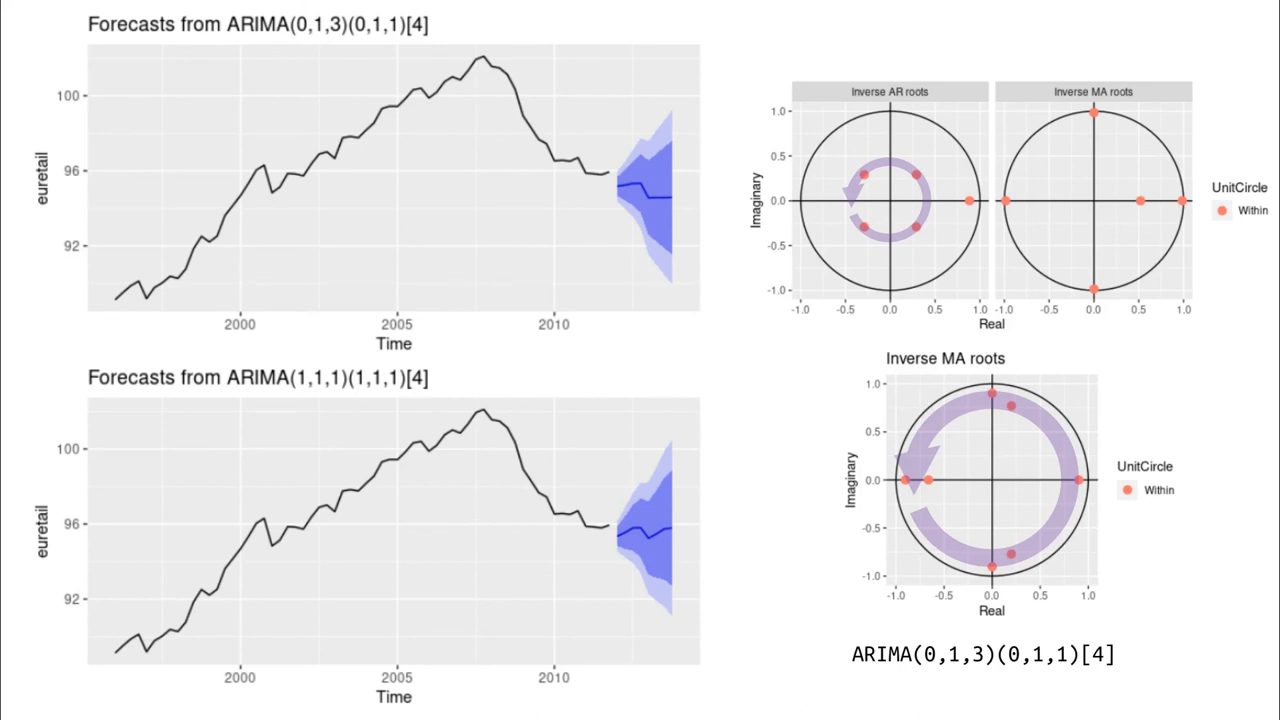 Forecasts from ARIMA(0,1,3)(0,1,1)[4]
euretail
100
96
92
2000
2005
2010
Time
Forecasts from ARIMA(1,1,1)(1,1,1)[4]
euretail
100
96
92
2000
2005
2010
Time
Inverse AR roots
Inverse MA roots
Imaginary
1.0
0.5
0.0
-0.5
-1.0
-1.0
-0.5
0.0
0.5
1.0
-1.0
-0.5
0.0
0.5
1.0
Real
UnitCircle
Within
Inverse MA roots
Imaginary
1.0
0.5
0.0
-0.5
-1.0
-1.0
-0.5
0.0
0.5
1.0
Real
UnitCircle
Within
ARIMA(0,1,3)(0,1,1)[4]